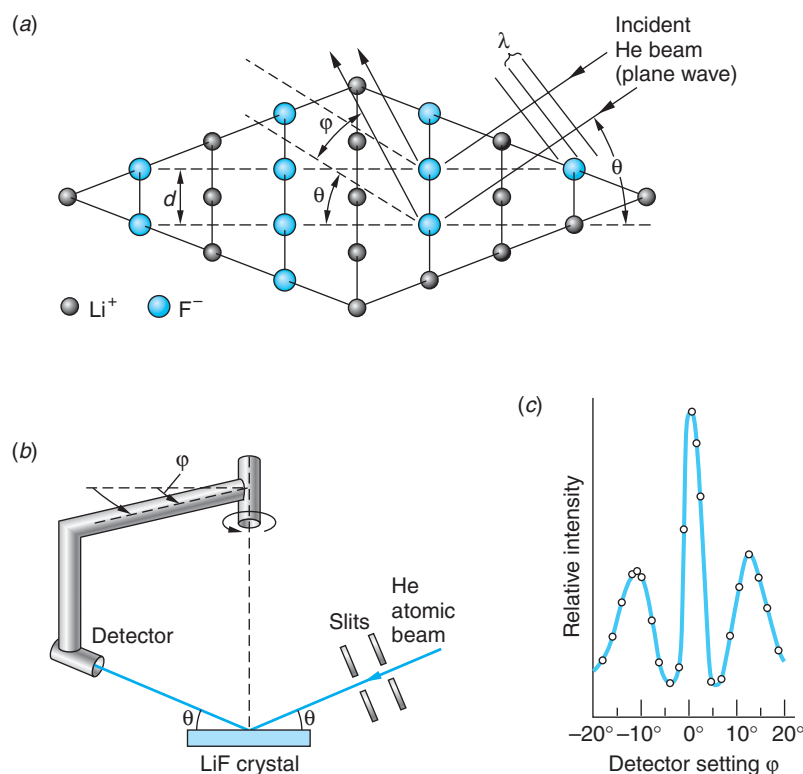 (a)
Incident
He beam
(plane wave)
λ
φ
θ
θ
d
Li⁺ F⁻
(b)
φ
Detector
Slits
He
atomic
beam
θ θ
LiF crystal
(c)
Relative intensity
−20° −10° 0° 10° 20°
Detector setting φ